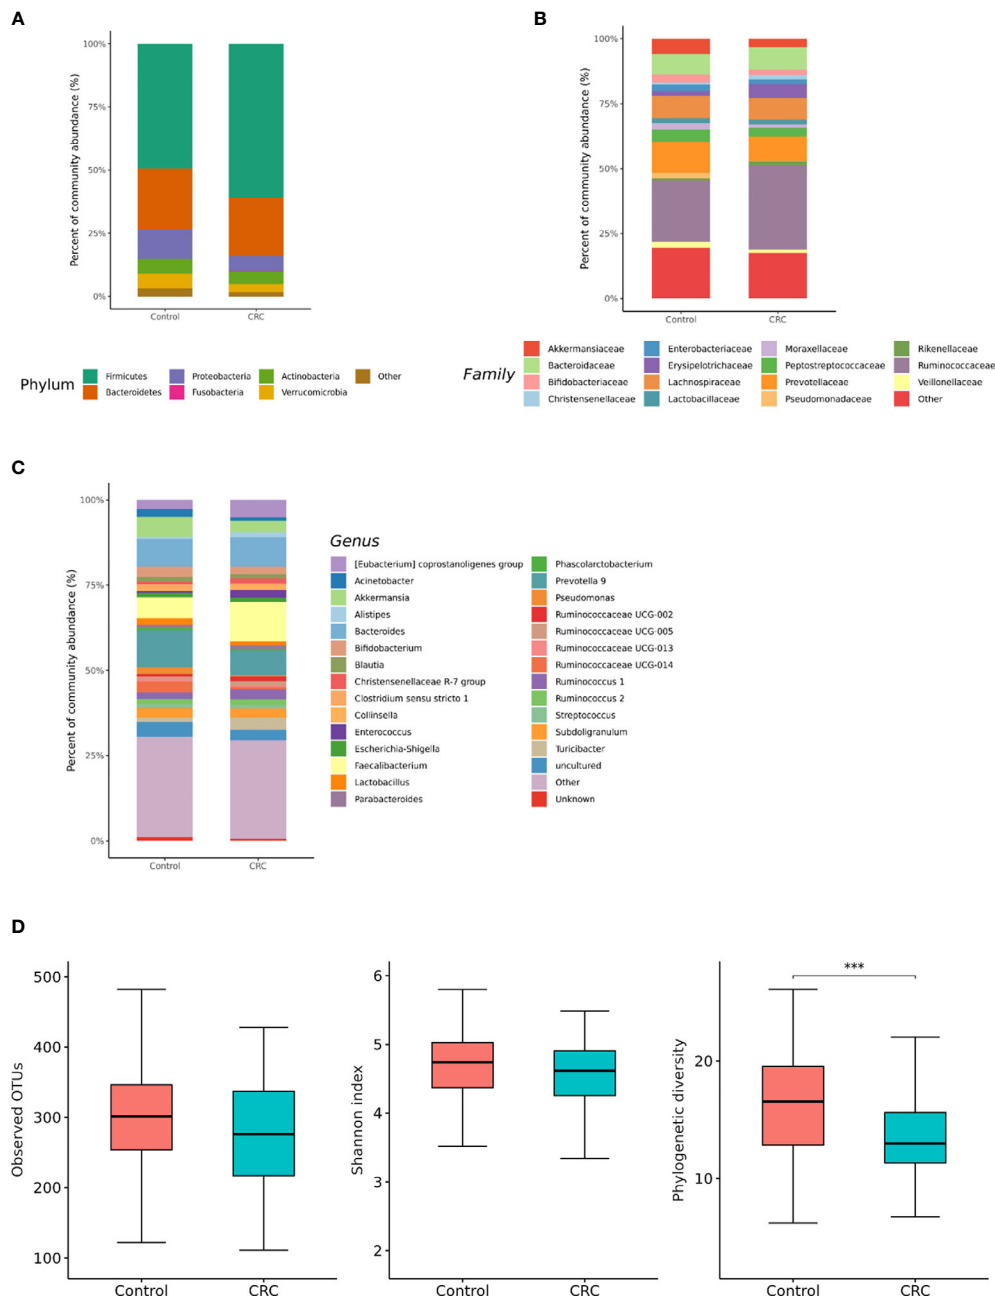 A
Percent of community abundance (%)
100%
75%
50%
25%
0%
Control CRC
Phylum
Firmicutes Proteobacteria Actinobacteria Other
Bacteroidetes Fusobacteria Verrucomicrobia
B
Percent of community abundance (%)
100%
75%
50%
25%
0%
Control CRC
Family
Akkermansiaceae Enterobacteriaceae Moraxellaceae Rikenellaceae
Bacteroidaceae Erysipelotrichaceae Peptostreptococcaceae Ruminococcaceae
Bifidobacteriaceae Lachnospiraceae Prevotellaceae Veillonellaceae
Christensenellaceae Lactobacillaceae Pseudomonadaceae Other
C
Percent of community abundance (%)
100%
75%
50%
25%
0%
Control CRC
Genus
[Eubacterium] coprostanoligenes group Phascolarctobacterium
Acinetobacter Prevotella 9
Akkermansia Pseudomonas
Alistipes Ruminococcaceae UCG-002
Bacteroides Ruminococcaceae UCG-005
Bifidobacterium Ruminococcaceae UCG-013
Blautia Ruminococcaceae UCG-014
Christensenellaceae R-7 group Ruminococcus 1
Clostridium sensu stricto 1 Ruminococcus 2
Collinsella Streptococcus
Enterococcus Subdoligranulum
Escherichia-Shigella Turicibacter
Faecalibacterium uncultured
Lactobacillus Other
Parabacteroides Unknown
D
Observed OTUs
500
400
300
200
100
Control CRC
Shannon index
6
5
4
3
2
Control CRC
Phylogenetic diversity
***
20
10
Control CRC